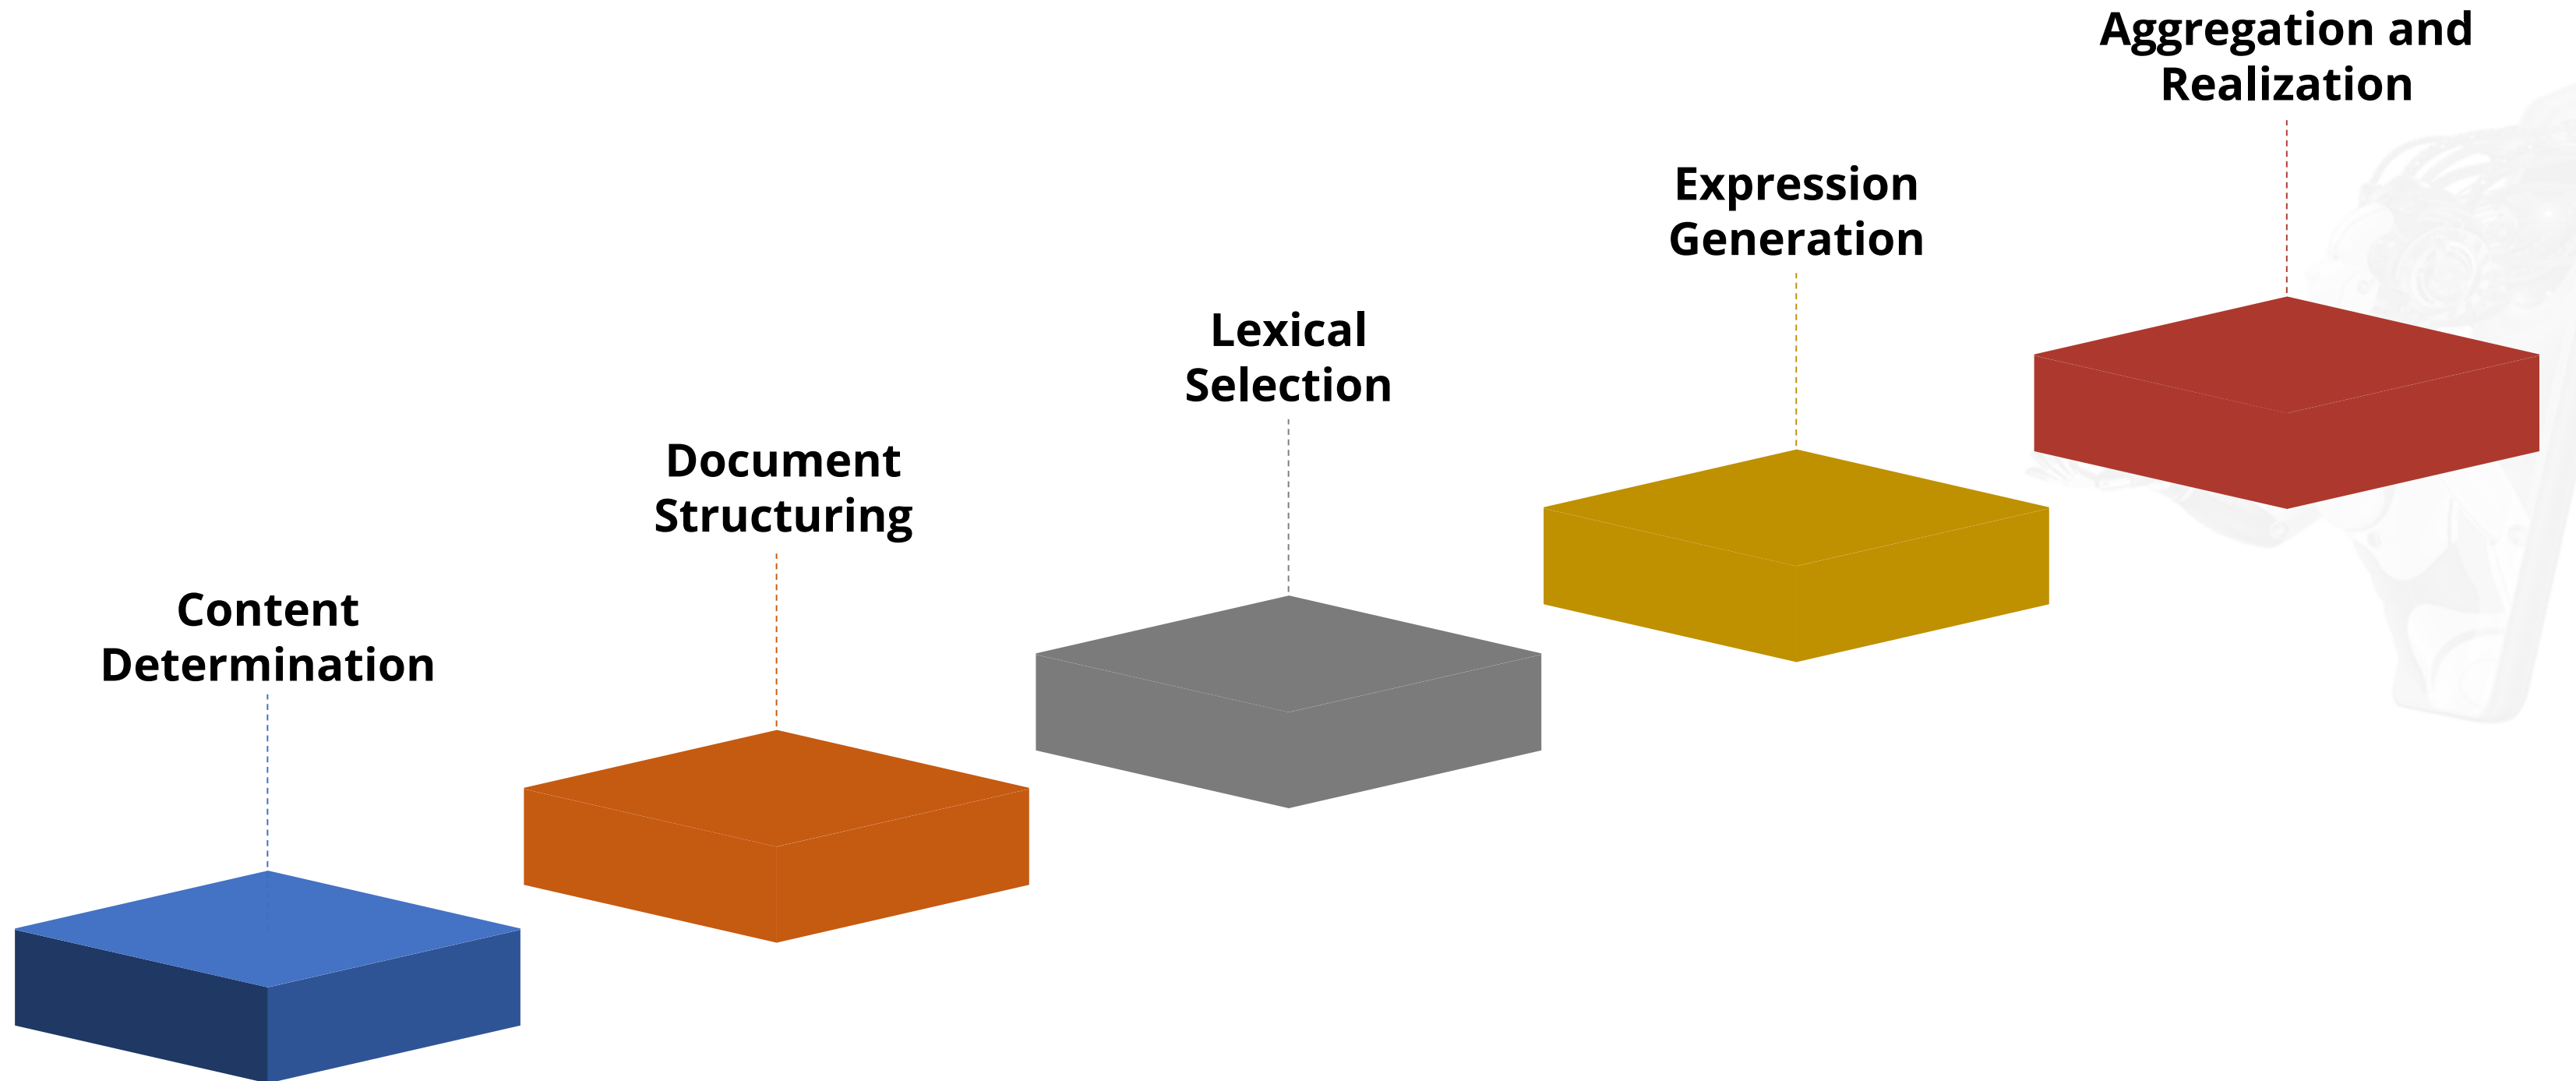 Content
Determination
Document
Structuring
Lexical
Selection
Expression
Generation
Aggregation and
Realization